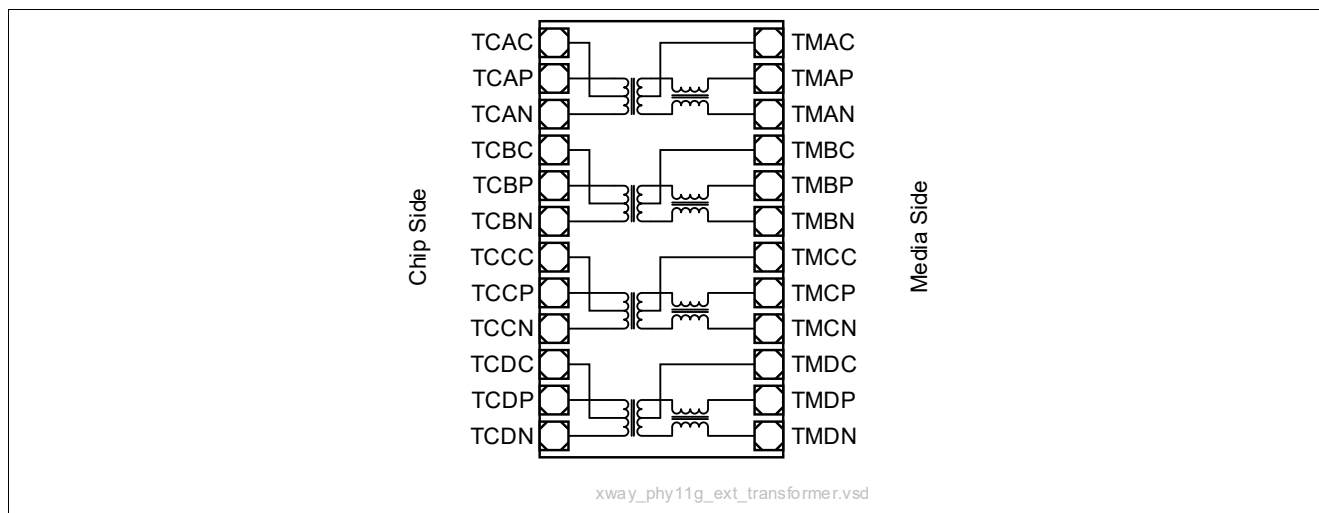 TCAC
TMAC
TCAP
TMAP
TCAN
TMAN
TCBC
TMBC
TCBP
TMBP
TCBN
TMBN
Chip Side
Media Side
TCCC
TMCC
TCCP
TMCP
TCCN
TMCN
TCDC
TMDC
TCDP
TMDP
TCDN
TMDN
xway_phy11g_ext_transformer.vsd